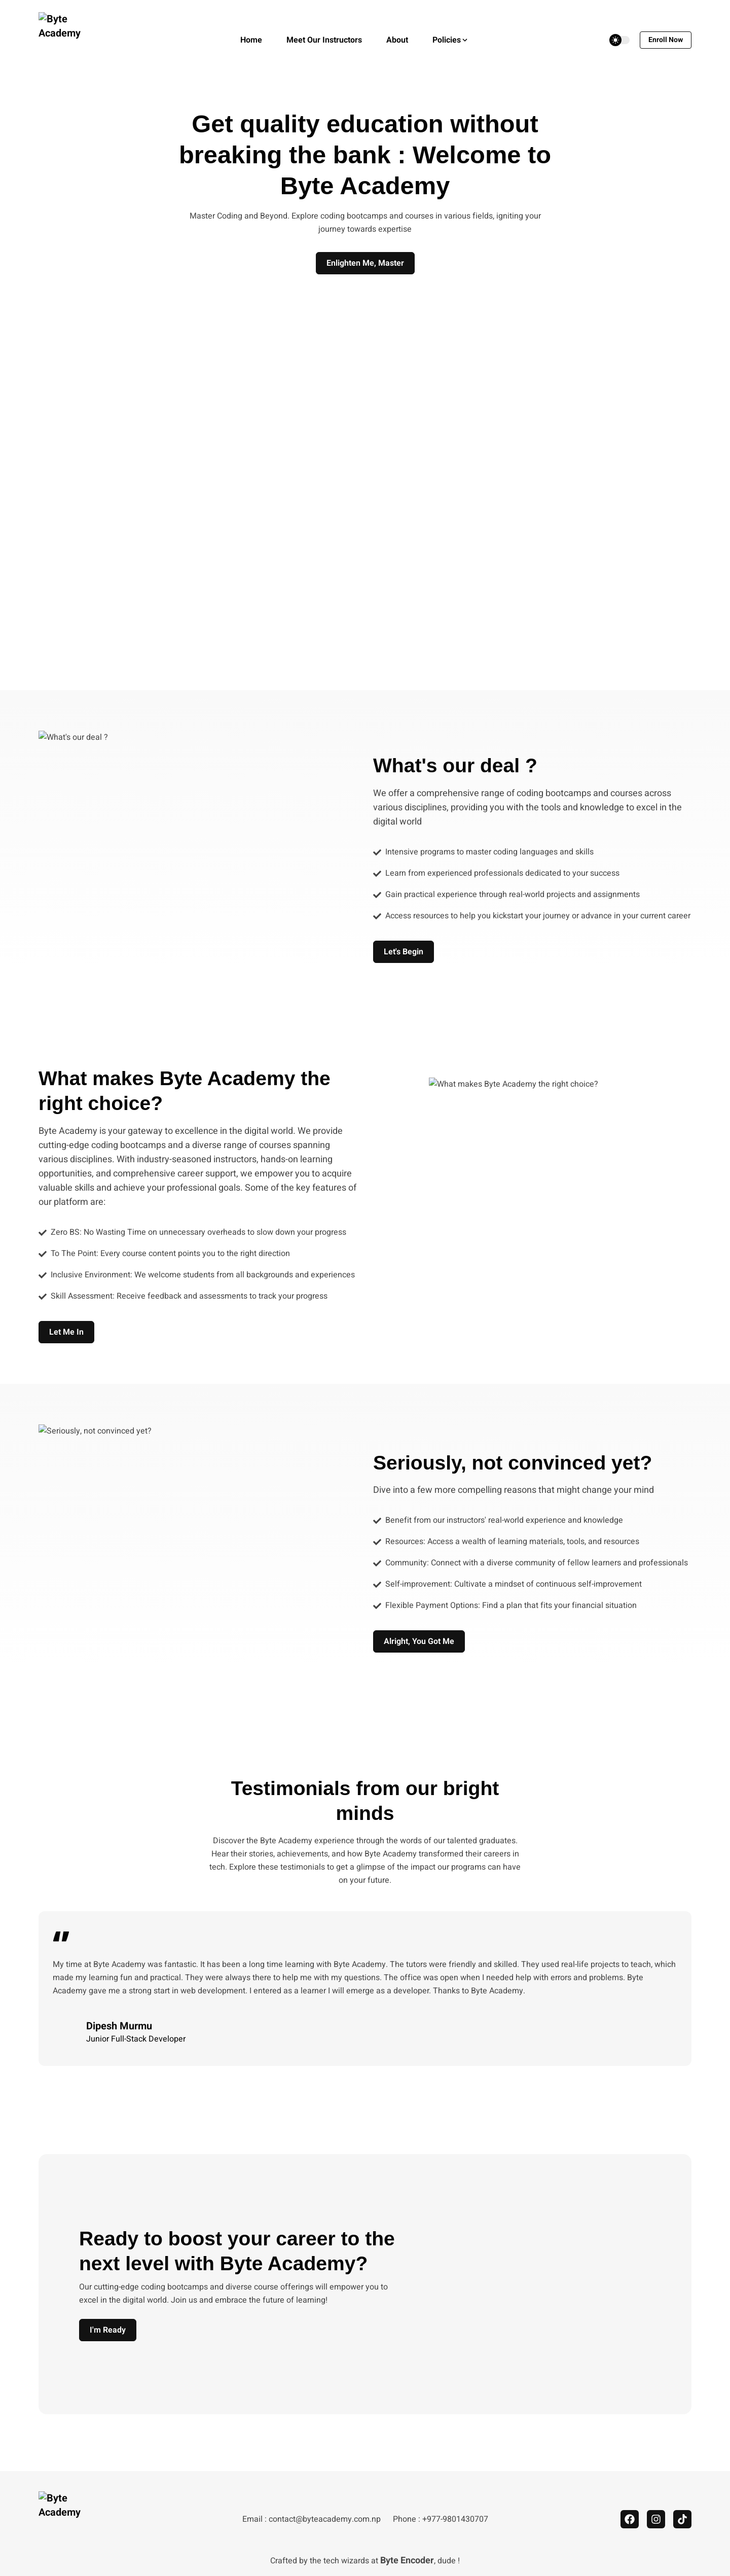 Byte
Academy
Home
Meet Our Instructors
About
Policies
Enroll Now
Get quality education without
breaking the bank : Welcome to
Byte Academy
Master Coding and Beyond. Explore coding bootcamps and courses in various fields, igniting your
journey towards expertise
Enlighten Me, Master
What's our deal ?
What's our deal ?
We offer a comprehensive range of coding bootcamps and courses across
various disciplines, providing you with the tools and knowledge to excel in the
digital world
Intensive programs to master coding languages and skills
Learn from experienced professionals dedicated to your success
Gain practical experience through real-world projects and assignments
Access resources to help you kickstart your journey or advance in your current career
Let's Begin
What makes Byte Academy the
right choice?
Byte Academy is your gateway to excellence in the digital world. We provide
cutting-edge coding bootcamps and a diverse range of courses spanning
various disciplines. With industry-seasoned instructors, hands-on learning
opportunities, and comprehensive career support, we empower you to acquire
valuable skills and achieve your professional goals. Some of the key features of
our platform are:
Zero BS: No Wasting Time on unnecessary overheads to slow down your progress
To The Point: Every course content points you to the right direction
Inclusive Environment: We welcome students from all backgrounds and experiences
Skill Assessment: Receive feedback and assessments to track your progress
Let Me In
What makes Byte Academy the right choice?
Seriously, not convinced yet?
Seriously, not convinced yet?
Dive into a few more compelling reasons that might change your mind
Benefit from our instructors' real-world experience and knowledge
Resources: Access a wealth of learning materials, tools, and resources
Community: Connect with a diverse community of fellow learners and professionals
Self-improvement: Cultivate a mindset of continuous self-improvement
Flexible Payment Options: Find a plan that fits your financial situation
Alright, You Got Me
Testimonials from our bright
minds
Discover the Byte Academy experience through the words of our talented graduates.
Hear their stories, achievements, and how Byte Academy transformed their careers in
tech. Explore these testimonials to get a glimpse of the impact our programs can have
on your future.
My time at Byte Academy was fantastic. It has been a long time learning with Byte Academy. The tutors were friendly and skilled. They used real-life projects to teach, which
made my learning fun and practical. They were always there to help me with my questions. The office was open when I needed help with errors and problems. Byte
Academy gave me a strong start in web development. I entered as a learner I will emerge as a developer. Thanks to Byte Academy.
Dipesh Murmu
Junior Full-Stack Developer
Ready to boost your career to the
next level with Byte Academy?
Our cutting-edge coding bootcamps and diverse course offerings will empower you to
excel in the digital world. Join us and embrace the future of learning!
I'm Ready
Byte
Academy
Email : contact@byteacademy.com.np
Phone : +977-9801430707
Crafted by the tech wizards at Byte Encoder, dude !